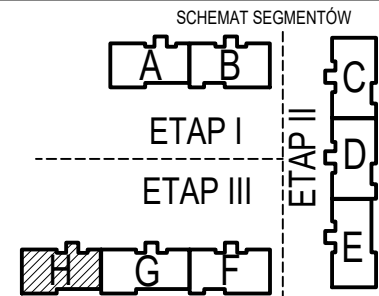 SCHEMAT SEGMENTÓW
A B
C
ETAP I
ETAP II
D
ETAP III
E
H G F